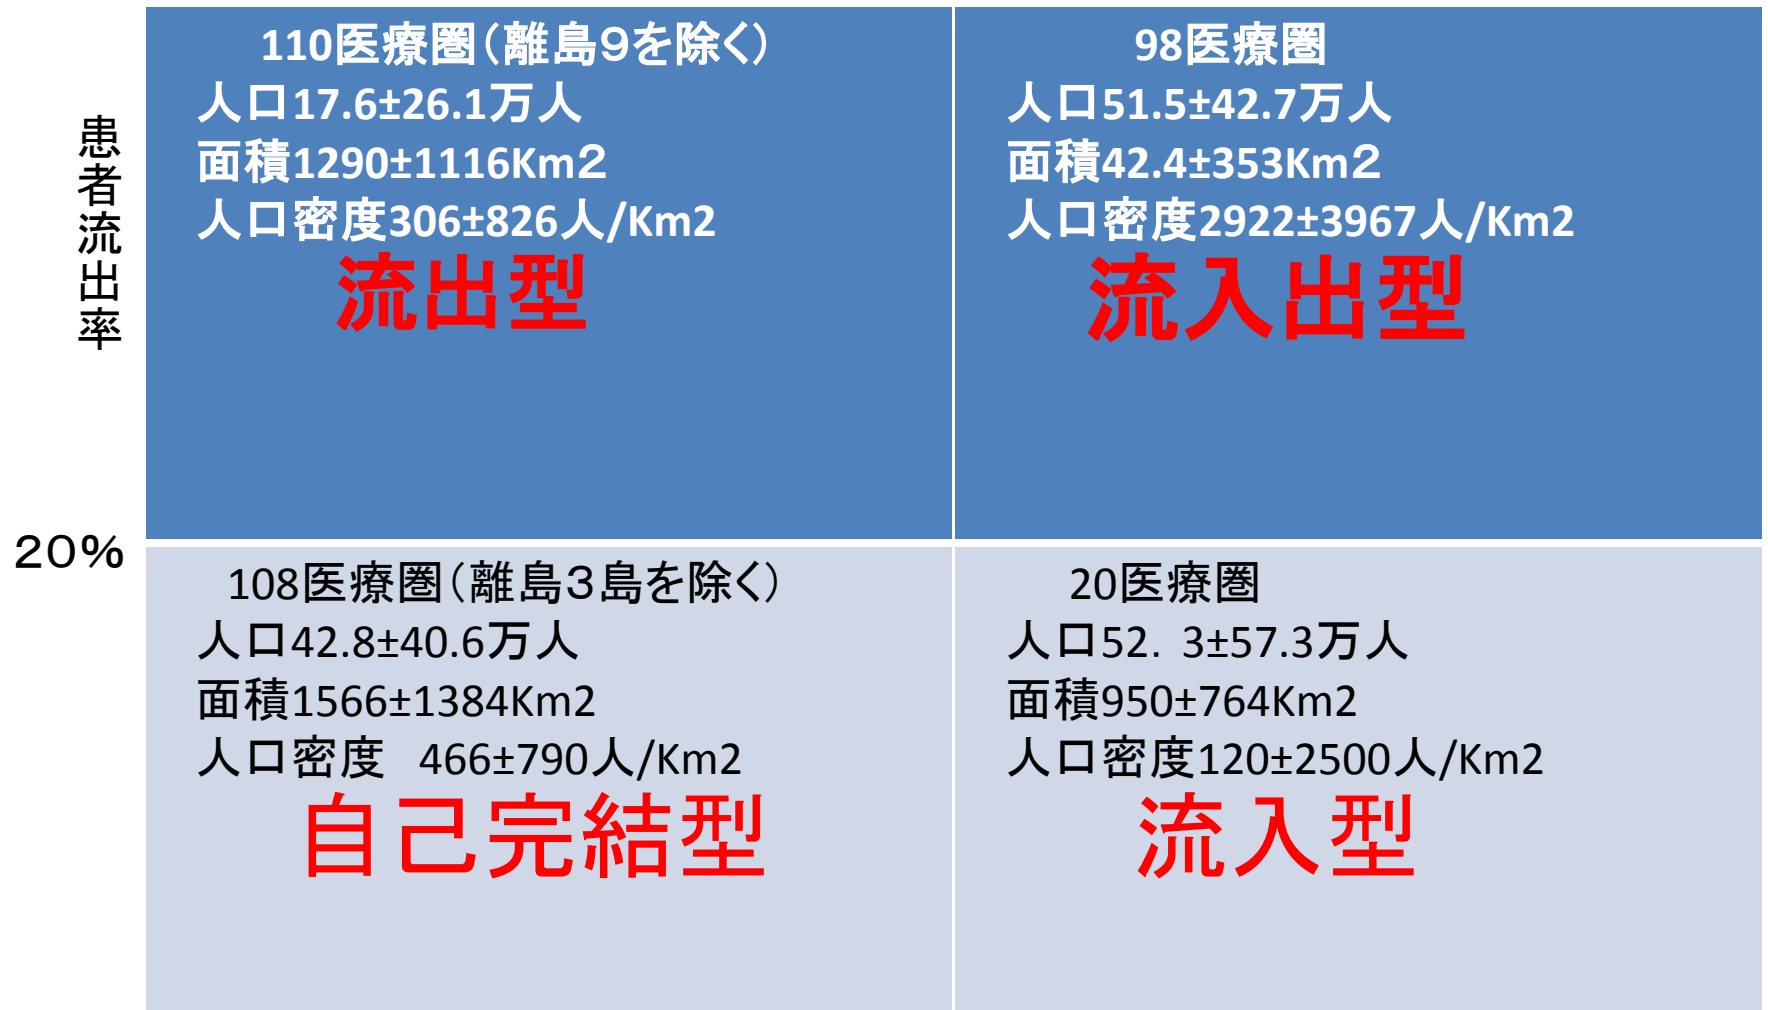 患者流出率
20%
110医療圏（離島９を除く）
人口17.6±26.1万人
面積1290±1116Km２
人口密度306±826人/Km2
流出型
98医療圏
人口51.5±42.7万人
面積42.4±353Km２
人口密度2922±3967人/Km2
流入出型
108医療圏（離島３島を除く）
人口42.8±40.6万人
面積1566±1384Km2
人口密度　466±790人/Km2
自己完結型
20医療圏
人口52．3±57.3万人
面積950±764Km2
人口密度120±2500人/Km2
流入型